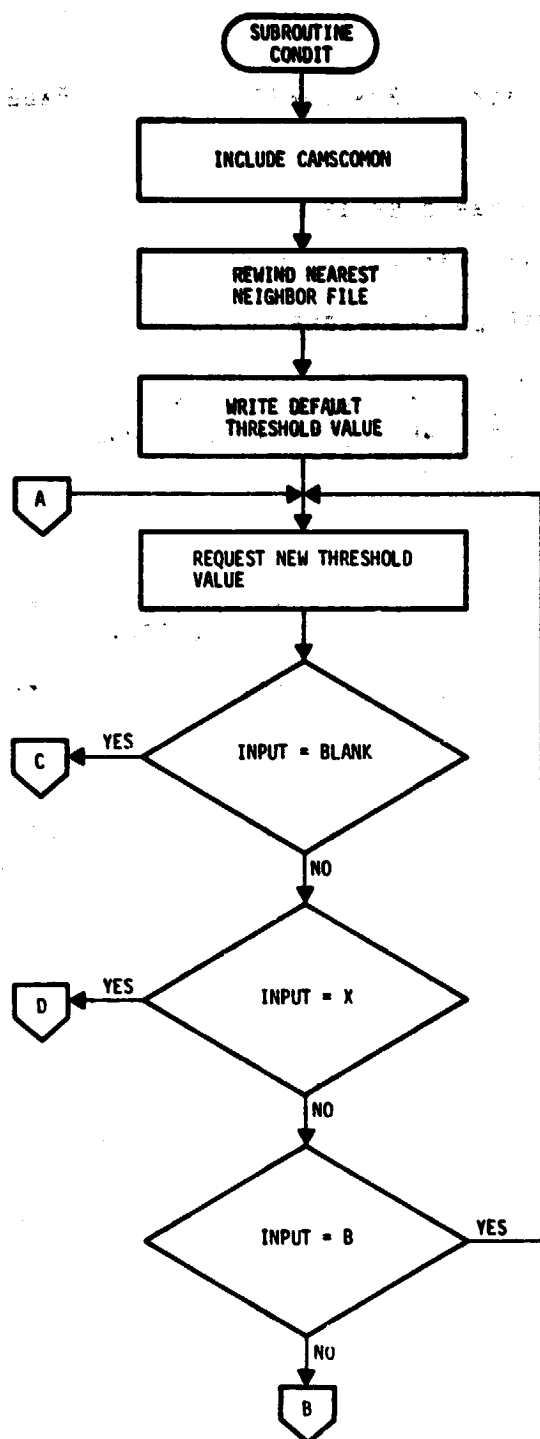 SUBROUTINE
CONDIT
INCLUDE CAMSCOMON
REWIND NEAREST
NEIGHBOR FILE
WRITE DEFAULT
THRESHOLD VALUE
A
REQUEST NEW THRESHOLD
VALUE
INPUT = BLANK
YES
C
NO
INPUT = X
YES
D
NO
INPUT = B
YES
NO
B